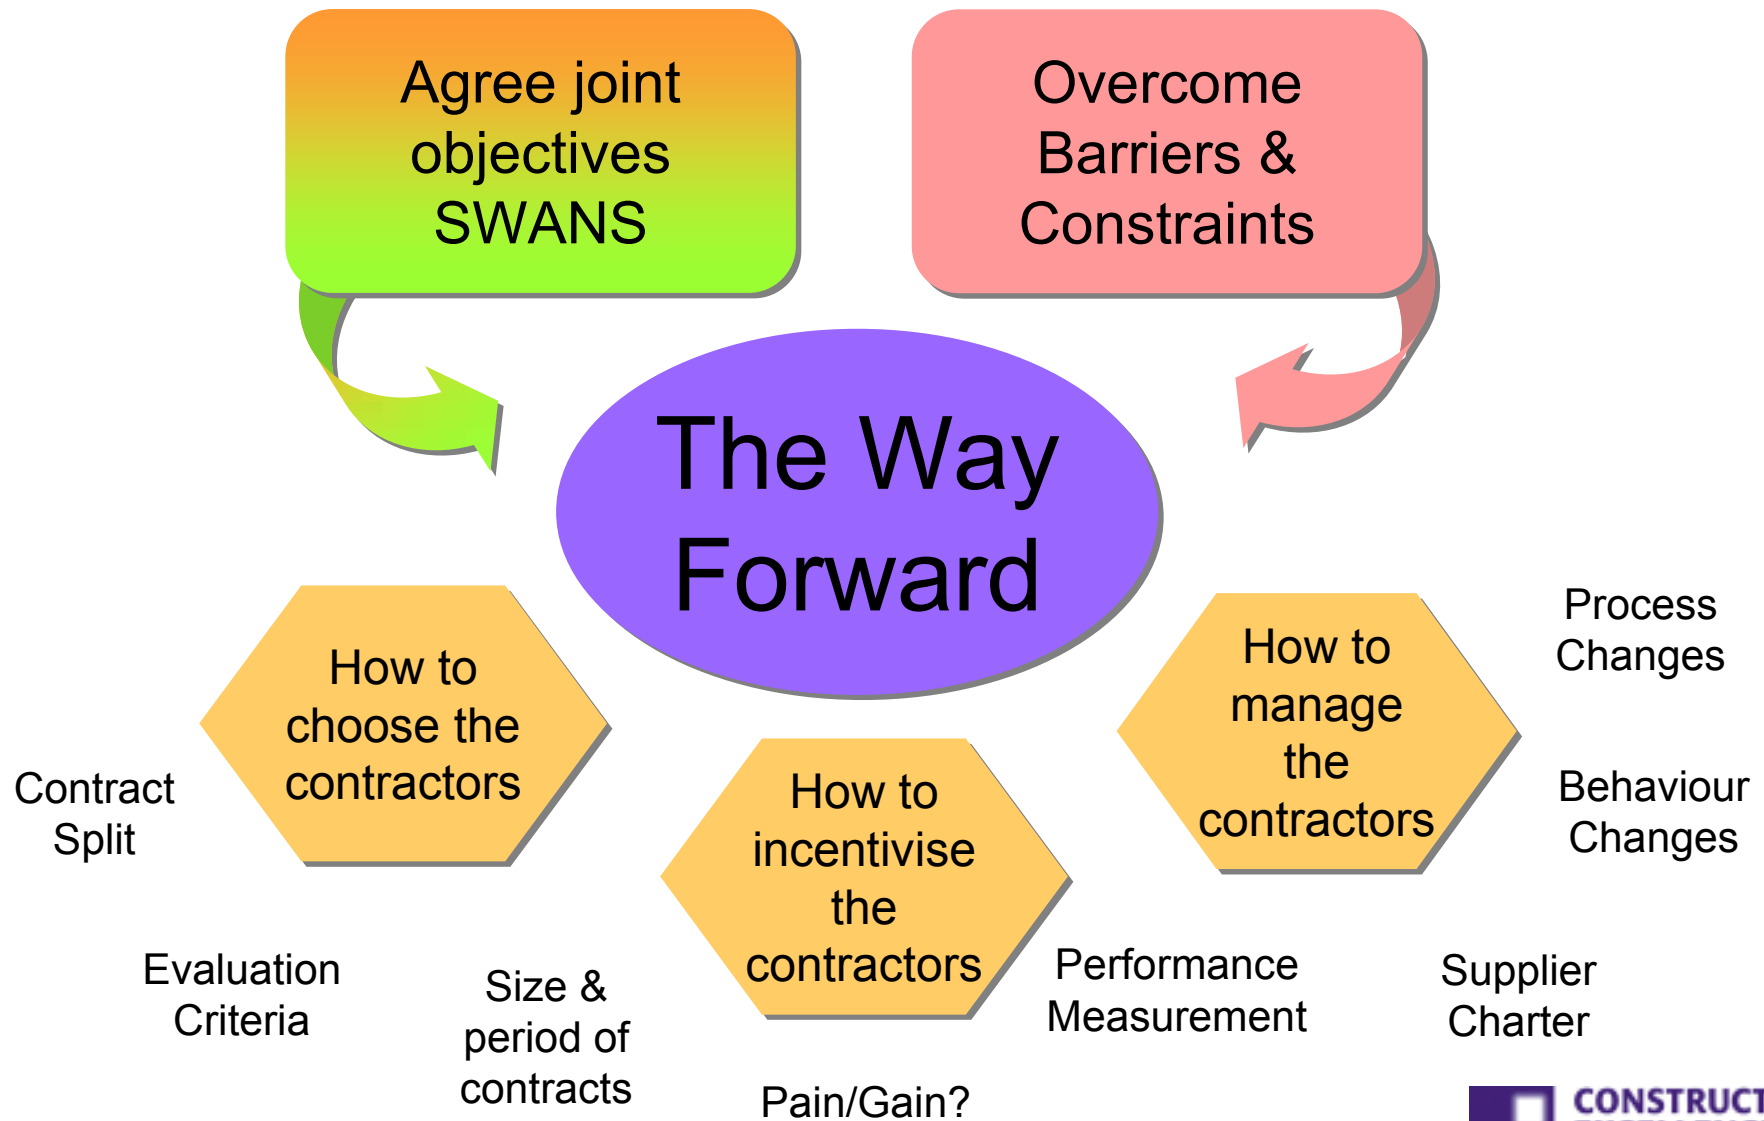 Agree joint
objectives
SWANS
Overcome
Barriers &
Constraints
The Way
Forward
How to
choose the
contractors
How to
incentivise
the
contractors
How to
manage
the
contractors
Process
Changes
Behaviour
Changes
Contract
Split
Evaluation
Criteria
Size &
period of
contracts
Pain/Gain?
Performance
Measurement
Supplier
Charter
CONSTRUCT